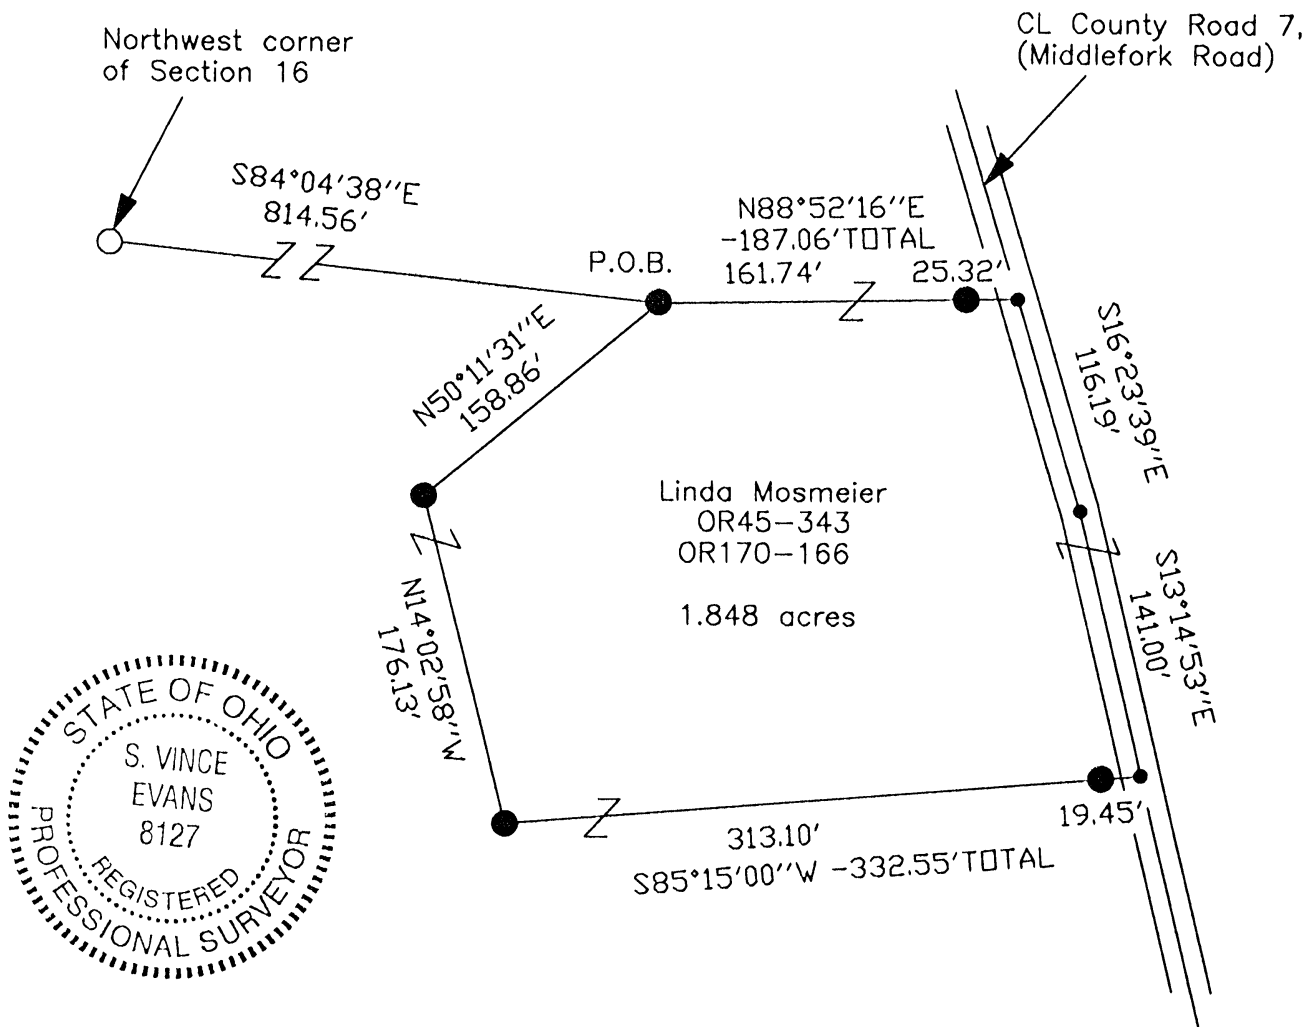 CL County Road 7,
(Middlefork Road)
Northwest corner
of Section 16
S84°04'38''E
814.56'
N88°52'16''E
-187.06'TOTAL
161.74'
25.32'
P.O.B.
N50°11'31''E
158.86'
S16°23'39''E
116.19'
Linda Mosmeier
OR45-343
OR170-166
1.848 acres
N14°02'58''W
176.13'
S13°14'53''E
141.00'
19.45'
313.10'
S85°15'00''W -332.55'TOTAL
STATE OF OHIO
S. VINCE
EVANS
8127
REGISTERED
PROFESSIONAL SURVEYOR